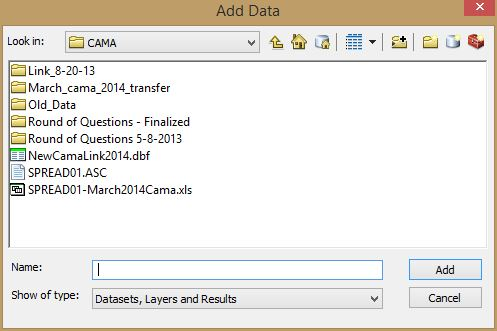 Add Data
Look in: CAMA
Link_8-20-13
March_cama_2014_transfer
Old_Data
Round of Questions - Finalized
Round of Questions 5-8-2013
NewCamaLink2014.dbf
SPREAD01.ASC
SPREAD01-March2014Cama.xls
Name: Add
Show of type: Datasets, Layers and Results Cancel